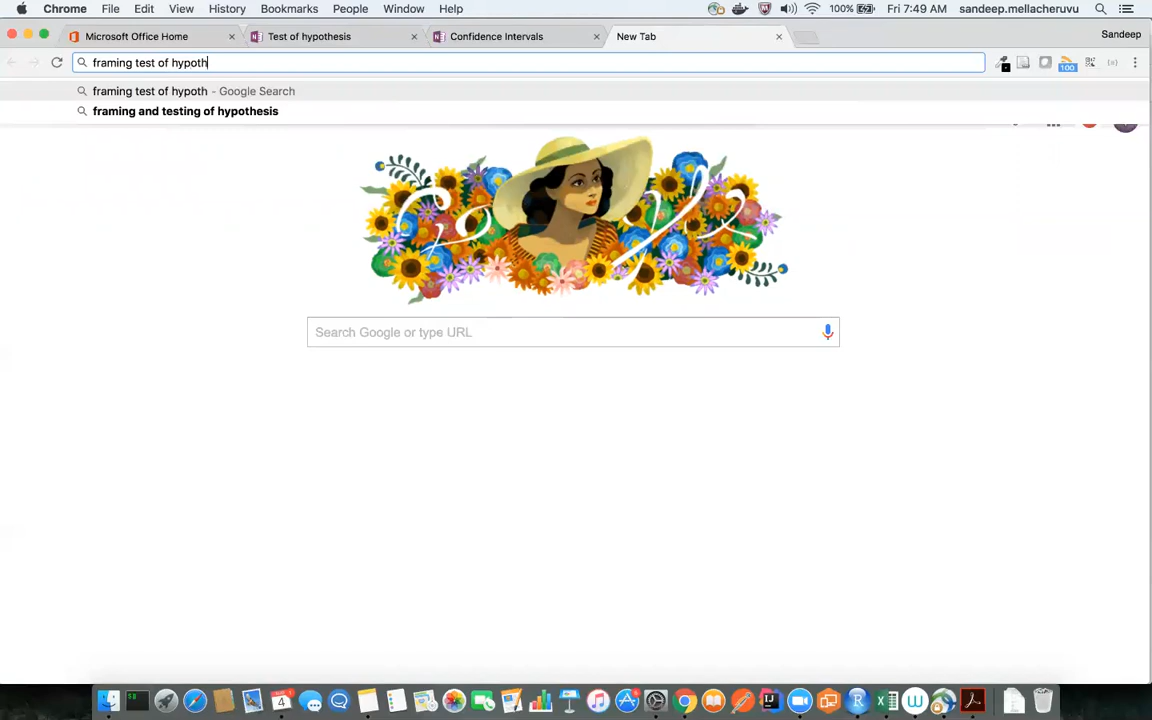 Chrome File Edit View History Bookmarks People Window Help 100% Fri 7:49 AM sandeep.mellacheruvu
Microsoft Office Home Test of hypothesis Confidence Intervals New Tab Sandeep
framing test of hypoth
100
framing test of hypoth - Google Search
framing and testing of hypothesis
Google
Search Google or type URL